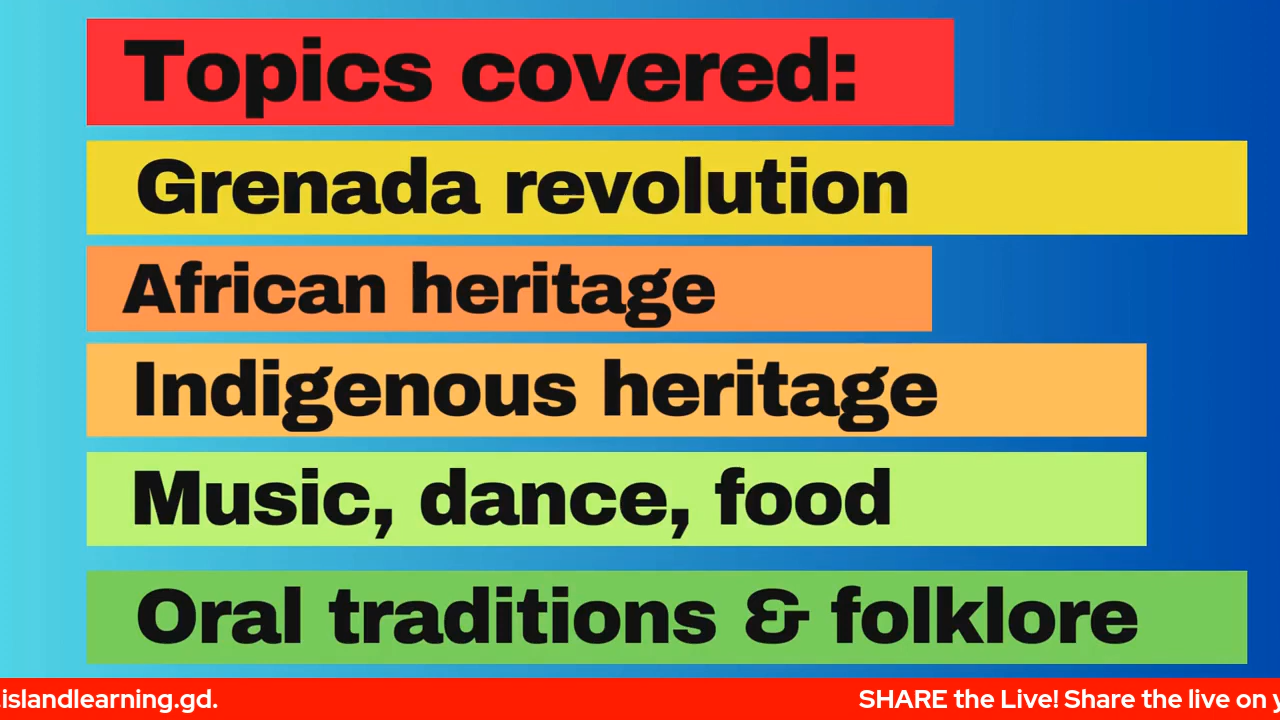 Topics covered:
Grenada revolution
African heritage
Indigenous heritage
Music, dance, food
Oral traditions & folklore
.islandlearning.gd. SHARE the Live! Share the live on